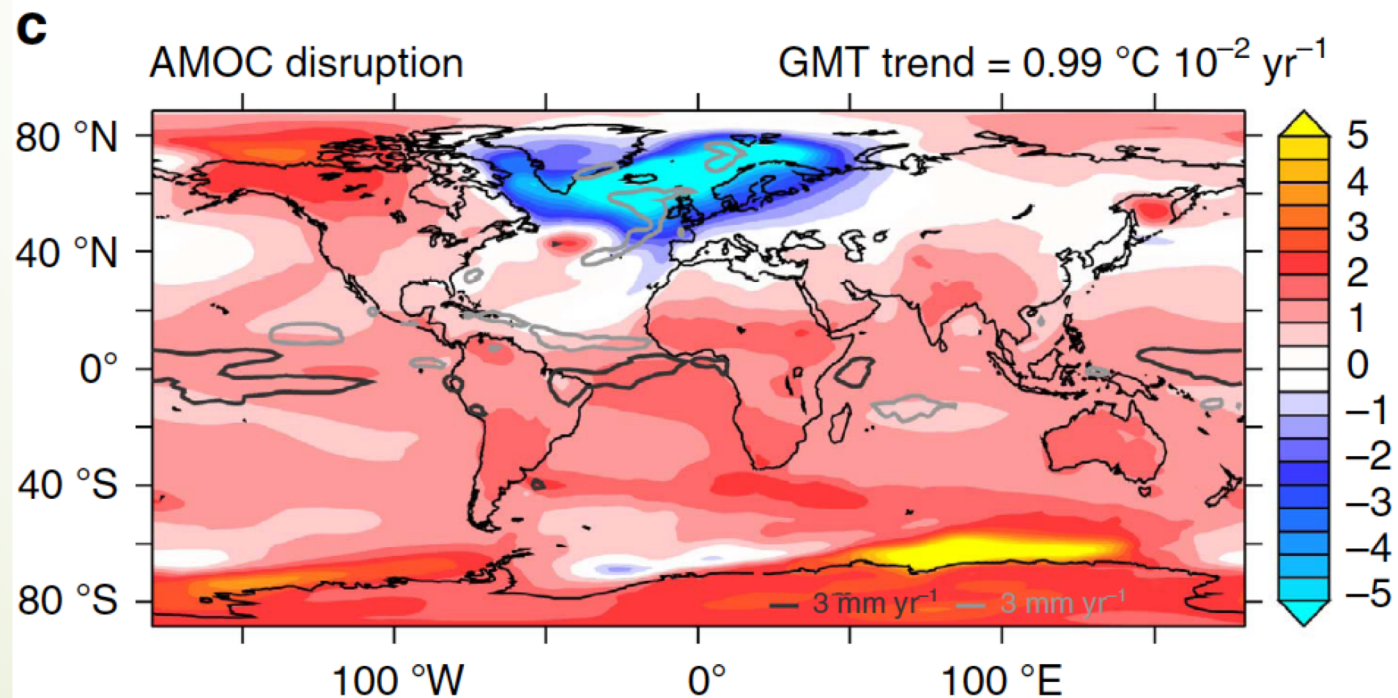 c
AMOC disruption GMT trend = 0.99 °C 10⁻² yr⁻¹
80 °N
40 °N
0°
40 °S
80 °S
3 mm yr⁻¹ 3 mm yr⁻¹
100 °W 0° 100 °E
5
4
3
2
1
0
−1
−2
−3
−4
−5